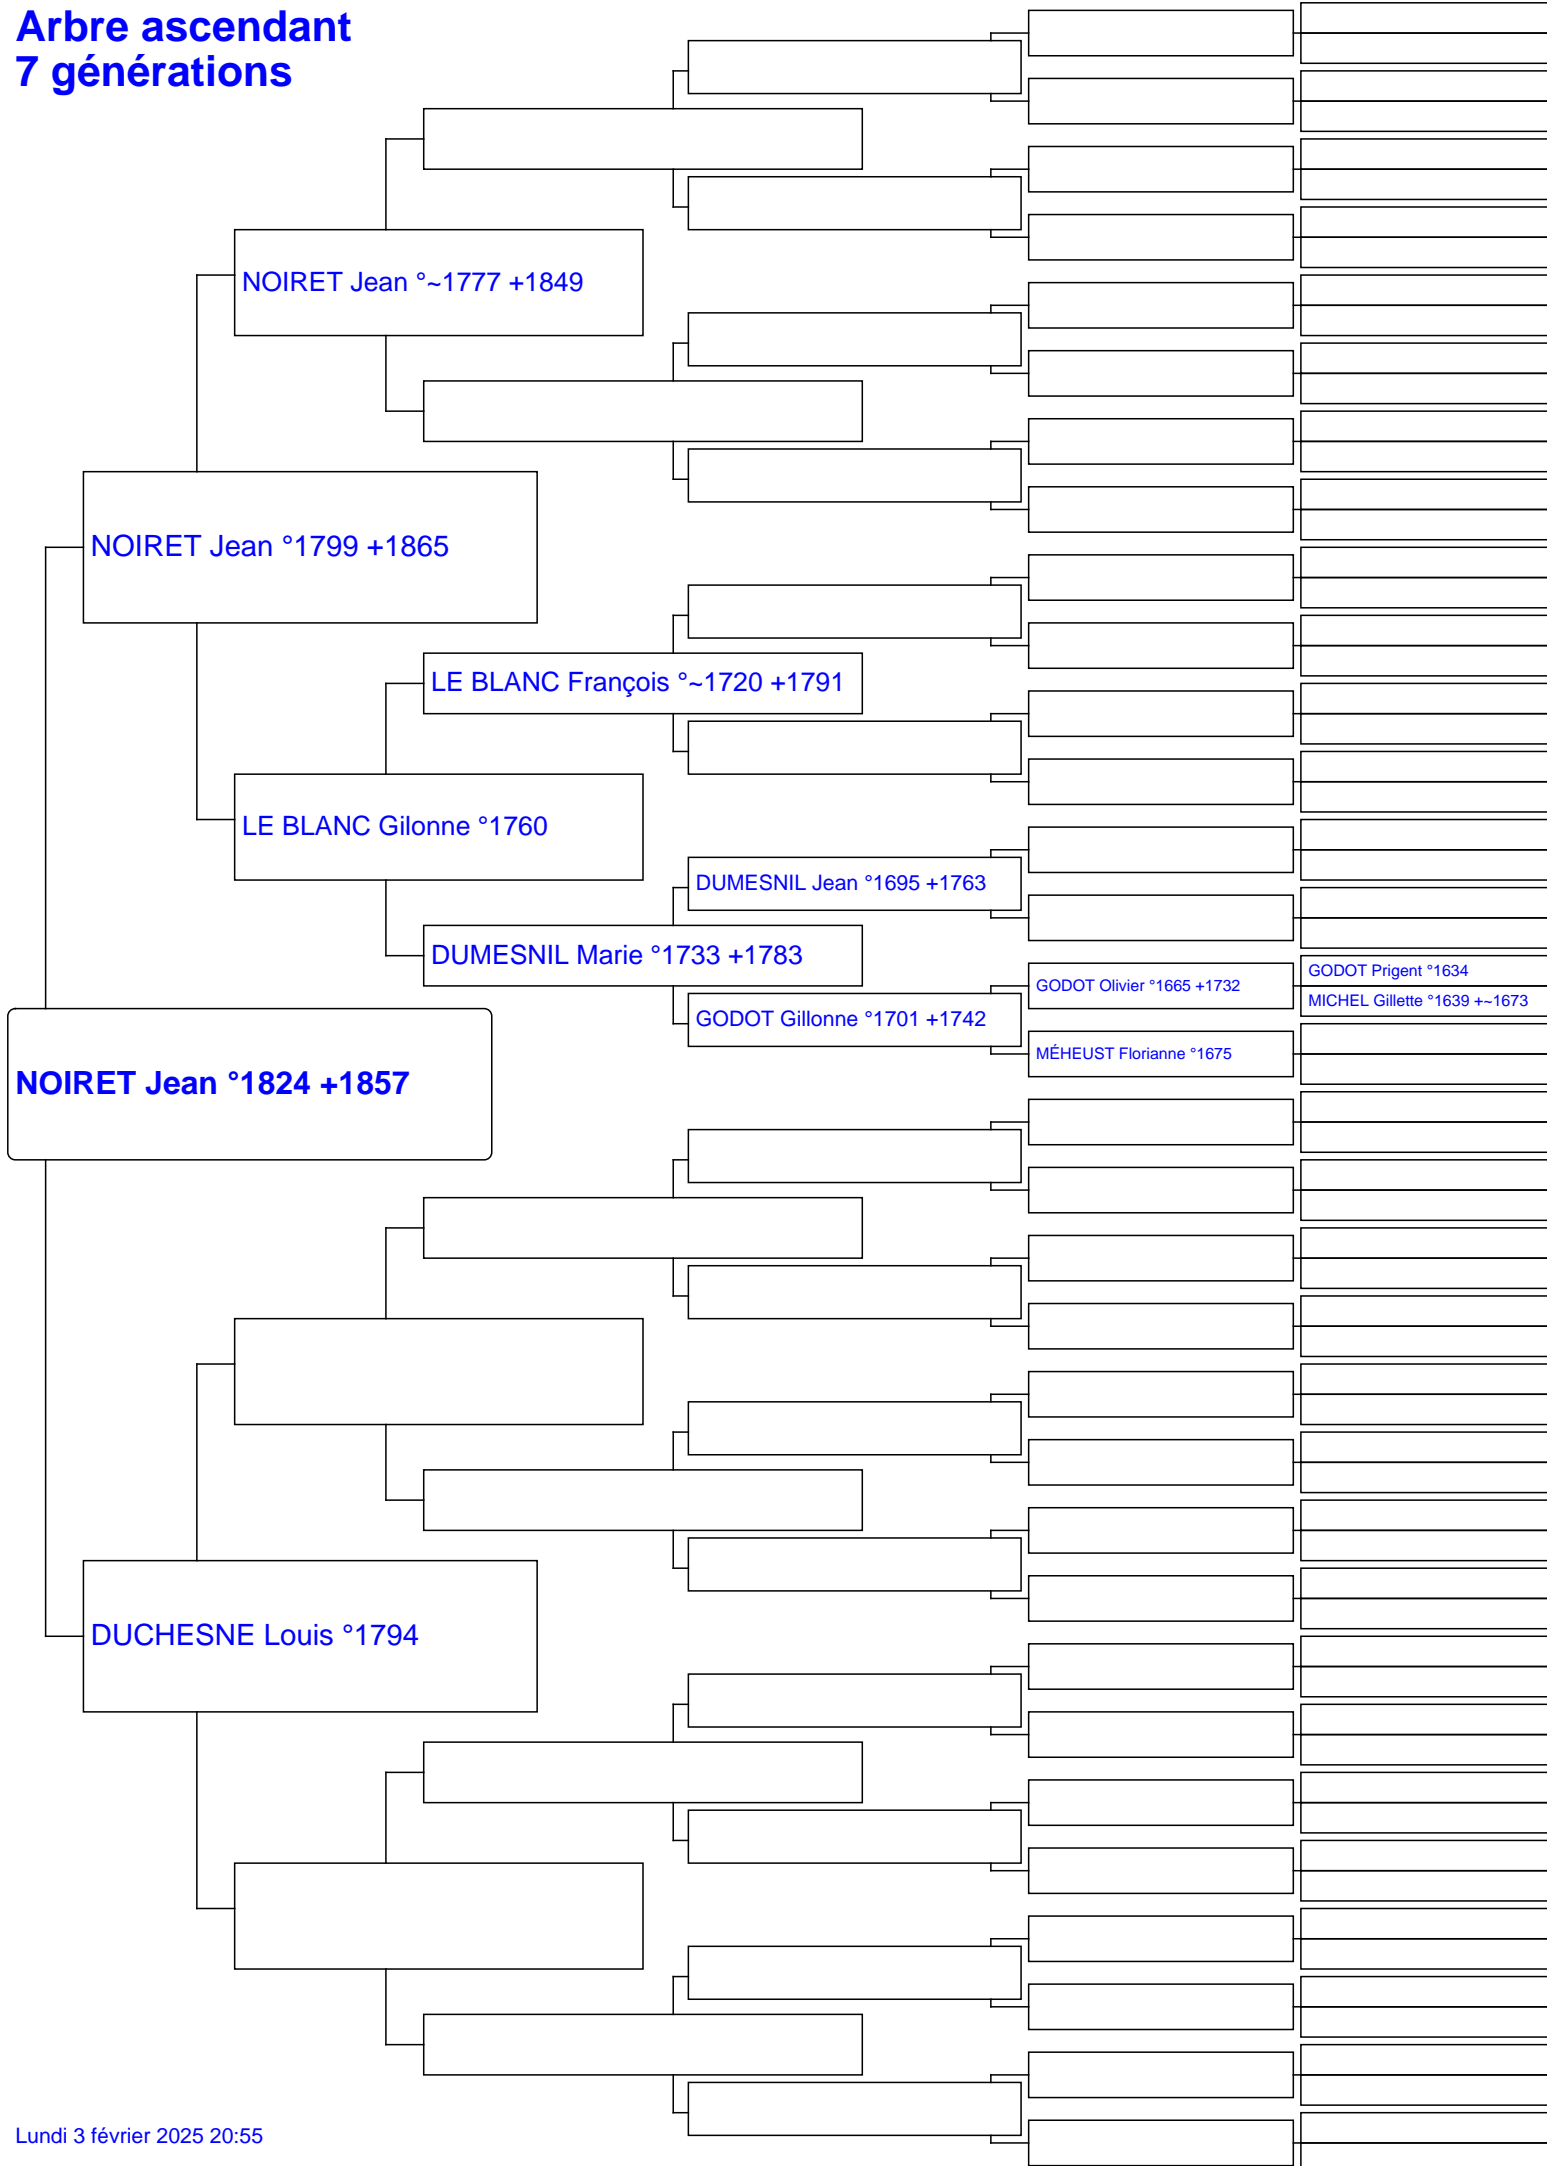 Arbre ascendant
7 générations
NOIRET Jean °~1777 +1849
NOIRET Jean °1799 +1865
LE BLANC François °~1720 +1791
LE BLANC Gilonne °1760
DUMESNIL Jean °1695 +1763
DUMESNIL Marie °1733 +1783
GODOT Prigent °1634
GODOT Olivier °1665 +1732
MICHEL Gillette °1639 +~1673
GODOT Gillonne °1701 +1742
MÉHEUST Florianne °1675
NOIRET Jean °1824 +1857
DUCHESNE Louis °1794
Lundi 3 février 2025 20:55